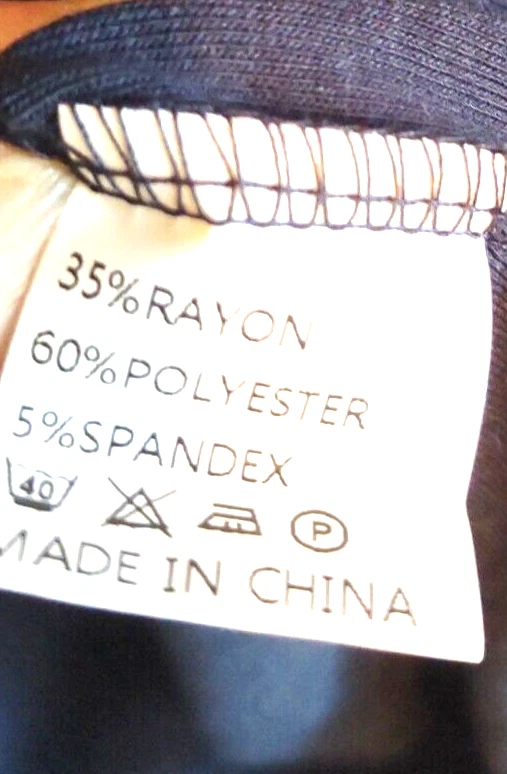 35%RAYON
60%POLYESTER
5%SPANDEX
40 P
MADE IN CHINA